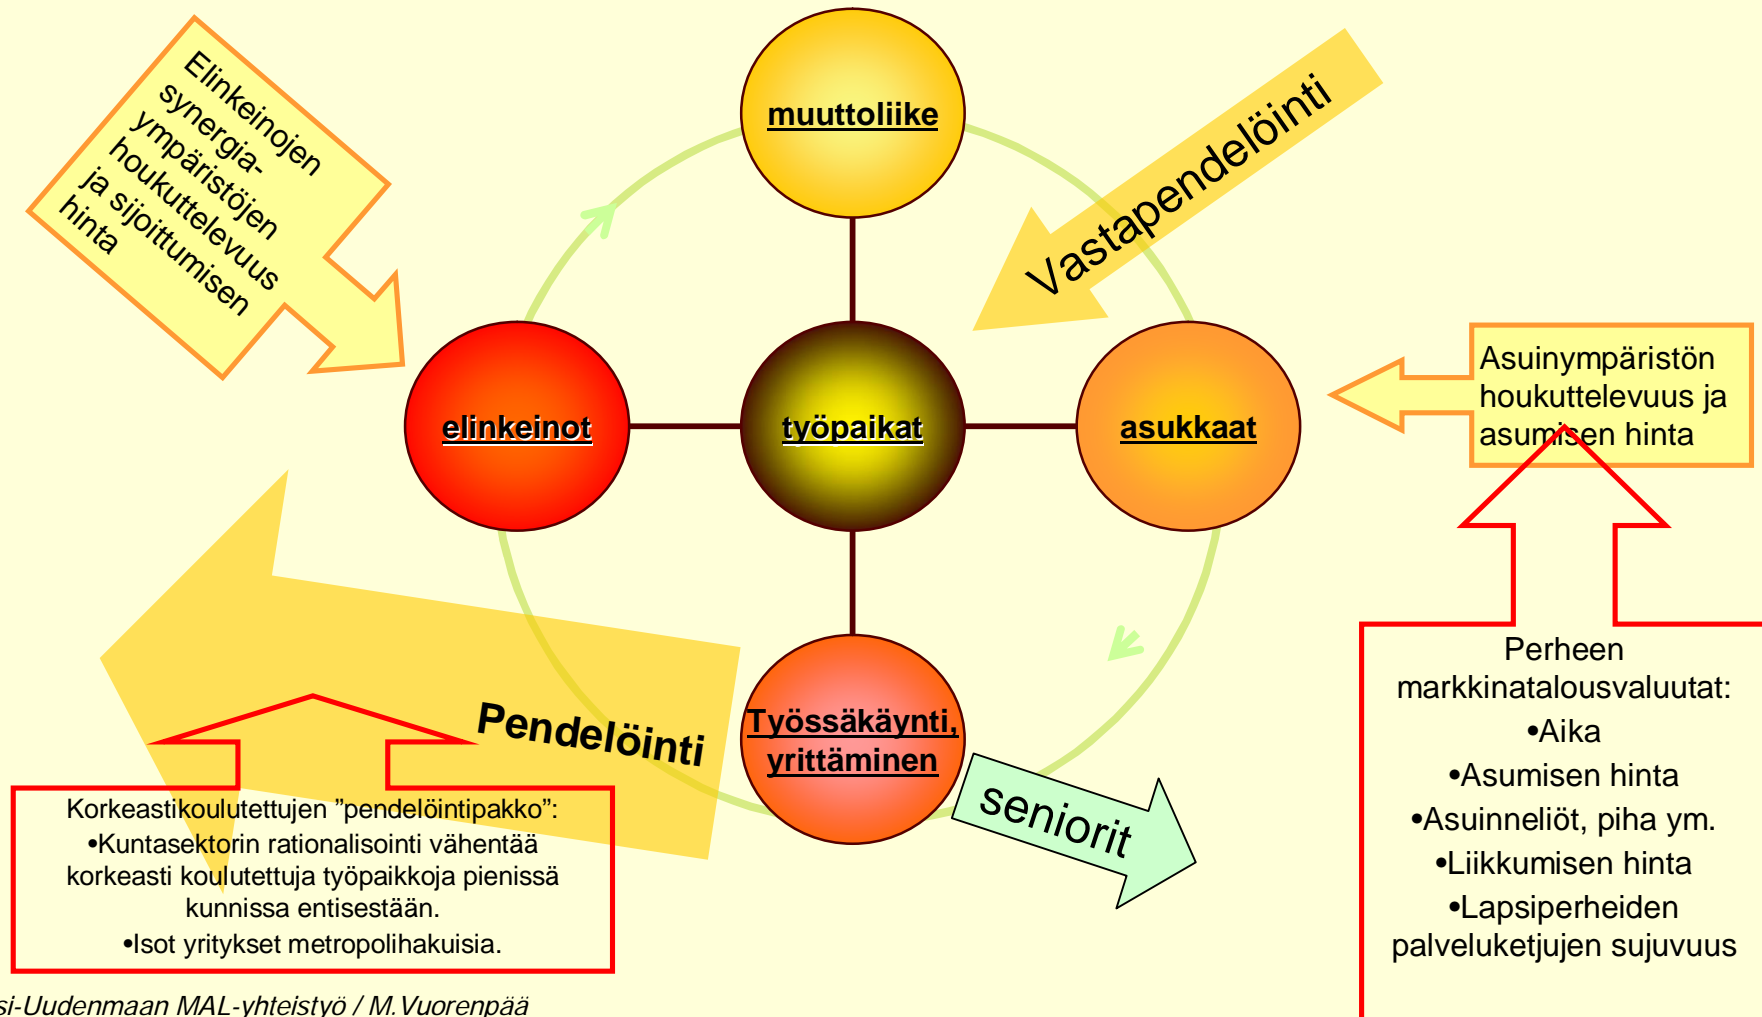 Elinkeinojen
synergia-
ympäristöjen
houkuttelevuus
ja sijoittumisen
hinta
muuttoliike
Vastapendelöinti
elinkeinot
työpaikat
asukkaat
Asuinympäristön
houkuttelevuus ja
asumisen hinta
Pendelöinti
Työssäkäynti,
yrittäminen
seniorit
Korkeastikoulutettujen ”pendelöintipakko”:
•Kuntasektorin rationalisointi vähentää
korkeasti koulutettuja työpaikkoja pienissä
kunnissa entisestään.
•Isot yritykset metropolihakuisia.
Perheen
markkinatalousvaluutat:
•Aika
•Asumisen hinta
•Asuinneliöt, piha ym.
•Liikkumisen hinta
•Lapsiperheiden
palveluketjujen sujuvuus
si-Uudenmaan MAL-yhteistyö / M.Vuorenpää